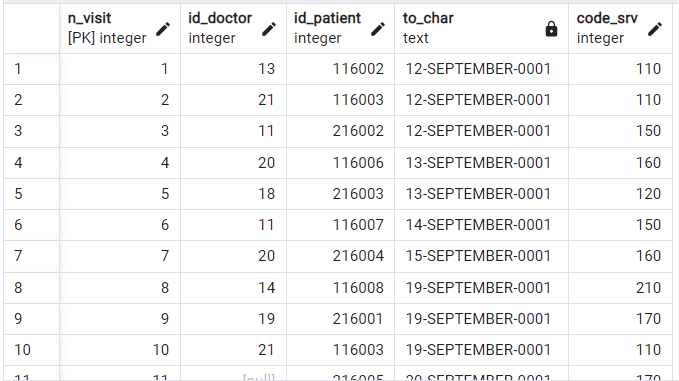 n_visit id_doctor id_patient to_char code_srv
[PK] integer integer integer text integer
1 1 13 116002 12-SEPTEMBER-0001 110
2 2 21 116003 12-SEPTEMBER-0001 110
3 3 11 216002 12-SEPTEMBER-0001 150
4 4 20 116006 13-SEPTEMBER-0001 160
5 5 18 216003 13-SEPTEMBER-0001 120
6 6 11 116007 14-SEPTEMBER-0001 150
7 7 20 216004 15-SEPTEMBER-0001 160
8 8 14 116008 19-SEPTEMBER-0001 210
9 9 19 216001 19-SEPTEMBER-0001 170
10 10 21 116003 19-SEPTEMBER-0001 110
11 11 [null] 216005 20-SEPTEMBER-0001 170